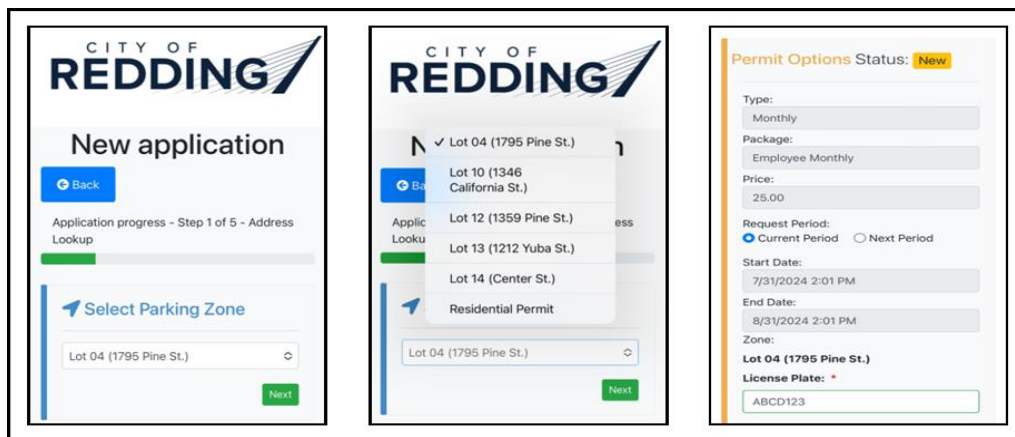 CITY OF
REDDING
New application
Back
Application progress - Step 1 of 5 - Address
Lookup
Select Parking Zone
Lot 04 (1795 Pine St.)
Next
CITY OF
REDDING
N
n
✓ Lot 04 (1795 Pine St.)
Lot 10 (1346
California St.)
Lot 12 (1359 Pine St.)
Lot 13 (1212 Yuba St.)
Lot 14 (Center St.)
Residential Permit
Ba
Applic
ess
Looku
Lot 04 (1795 Pine St.)
Next
Permit Options Status: New
Type:
Monthly
Package:
Employee Monthly
Price:
25.00
Request Period:
Current Period Next Period
Start Date:
7/31/2024 2:01 PM
End Date:
8/31/2024 2:01 PM
Zone:
Lot 04 (1795 Pine St.)
License Plate: *
ABCD123